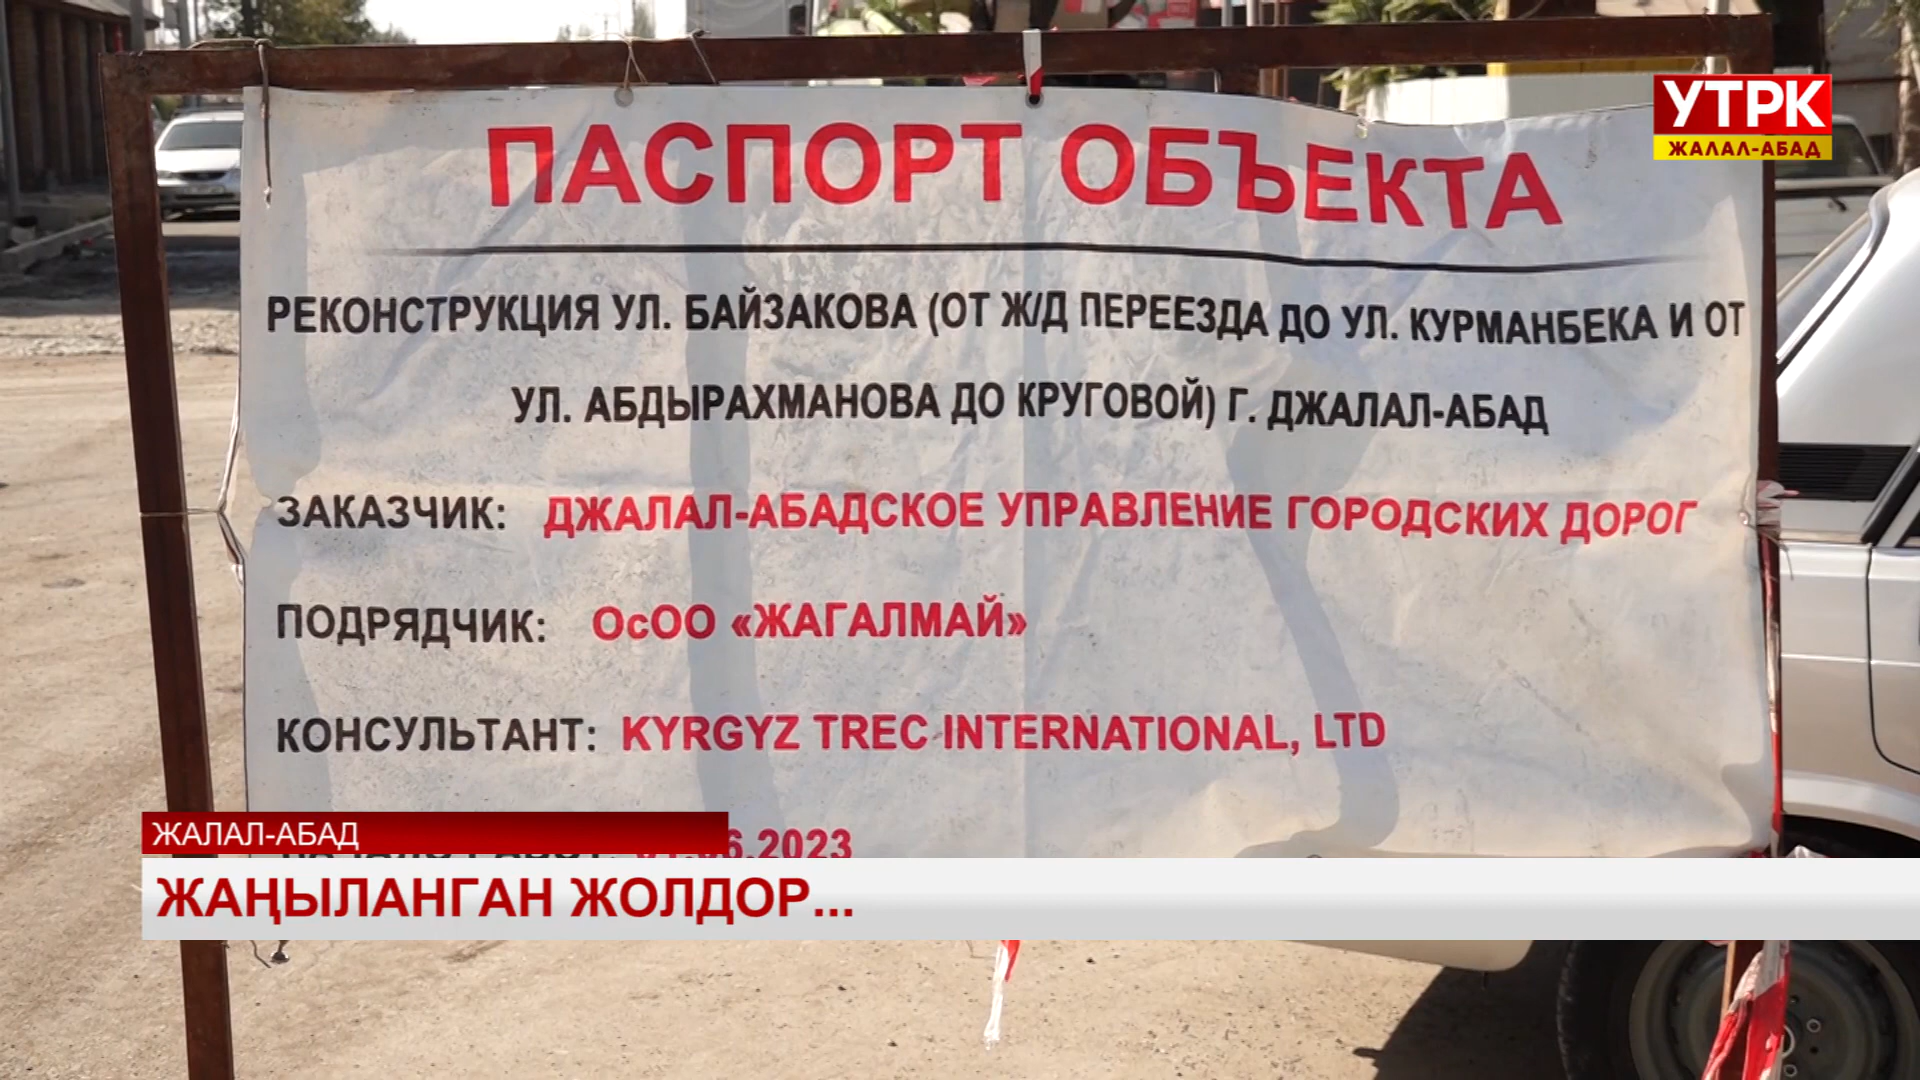 УТРК
ЖАЛАЛ-АБАД
ПАСПОРТ ОБЪЕКТА
РЕКОНСТРУКЦИЯ УЛ. БАЙЗАКОВА (ОТ Ж/Д ПЕРЕЕЗДА ДО УЛ. КУРМАНБЕКА И ОТ
УЛ. АБДЫРАХМАНОВА ДО КРУГОВОЙ) Г. ДЖАЛАЛ-АБАД
ЗАКАЗЧИК: ДЖАЛАЛ-АБАДСКОЕ УПРАВЛЕНИЕ ГОРОДСКИХ ДОРОГ
ПОДРЯДЧИК: ОсОО «ЖАГАЛМАЙ»
КОНСУЛЬТАНТ: KYRGYZ TREC INTERNATIONAL, LTD
ЖАЛАЛ-АБАД
ЖАҢЫЛАНГАН ЖОЛДОР...